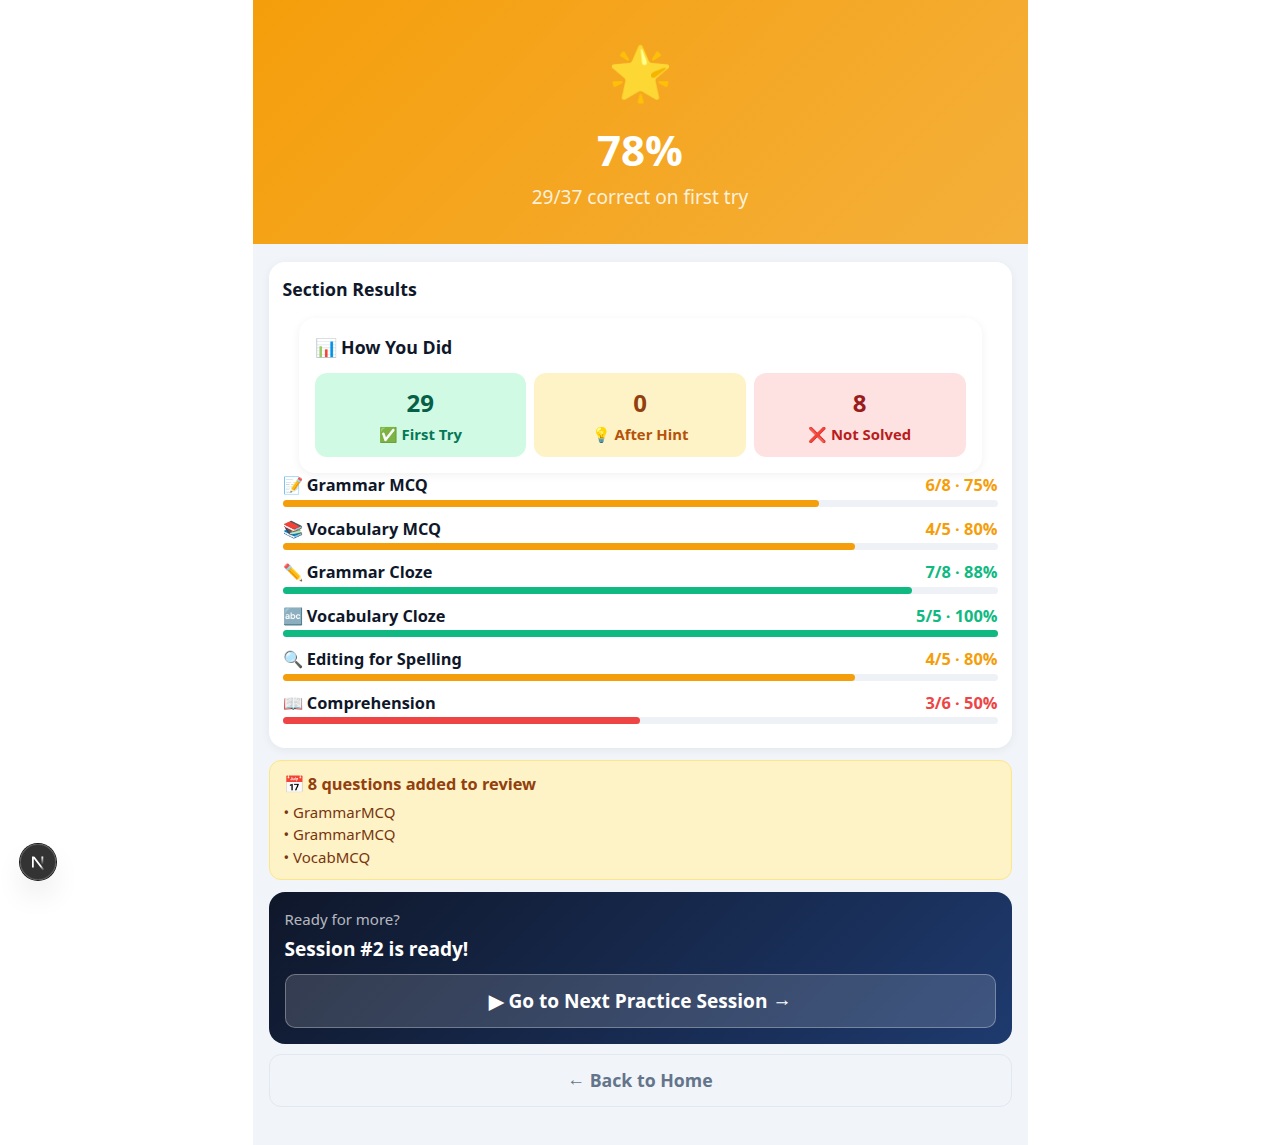 78%
29/37 correct on first try
Section Results
📊 How You Did
29
✅ First Try
0
💡 After Hint
8
❌ Not Solved
📝 Grammar MCQ 6/8 · 75%
📚 Vocabulary MCQ 4/5 · 80%
✏️ Grammar Cloze 7/8 · 88%
🔤 Vocabulary Cloze 5/5 · 100%
🔍 Editing for Spelling 4/5 · 80%
📖 Comprehension 3/6 · 50%
📅 8 questions added to review
• GrammarMCQ
• GrammarMCQ
• VocabMCQ
N
Ready for more?
Session #2 is ready!
▶ Go to Next Practice Session →
← Back to Home